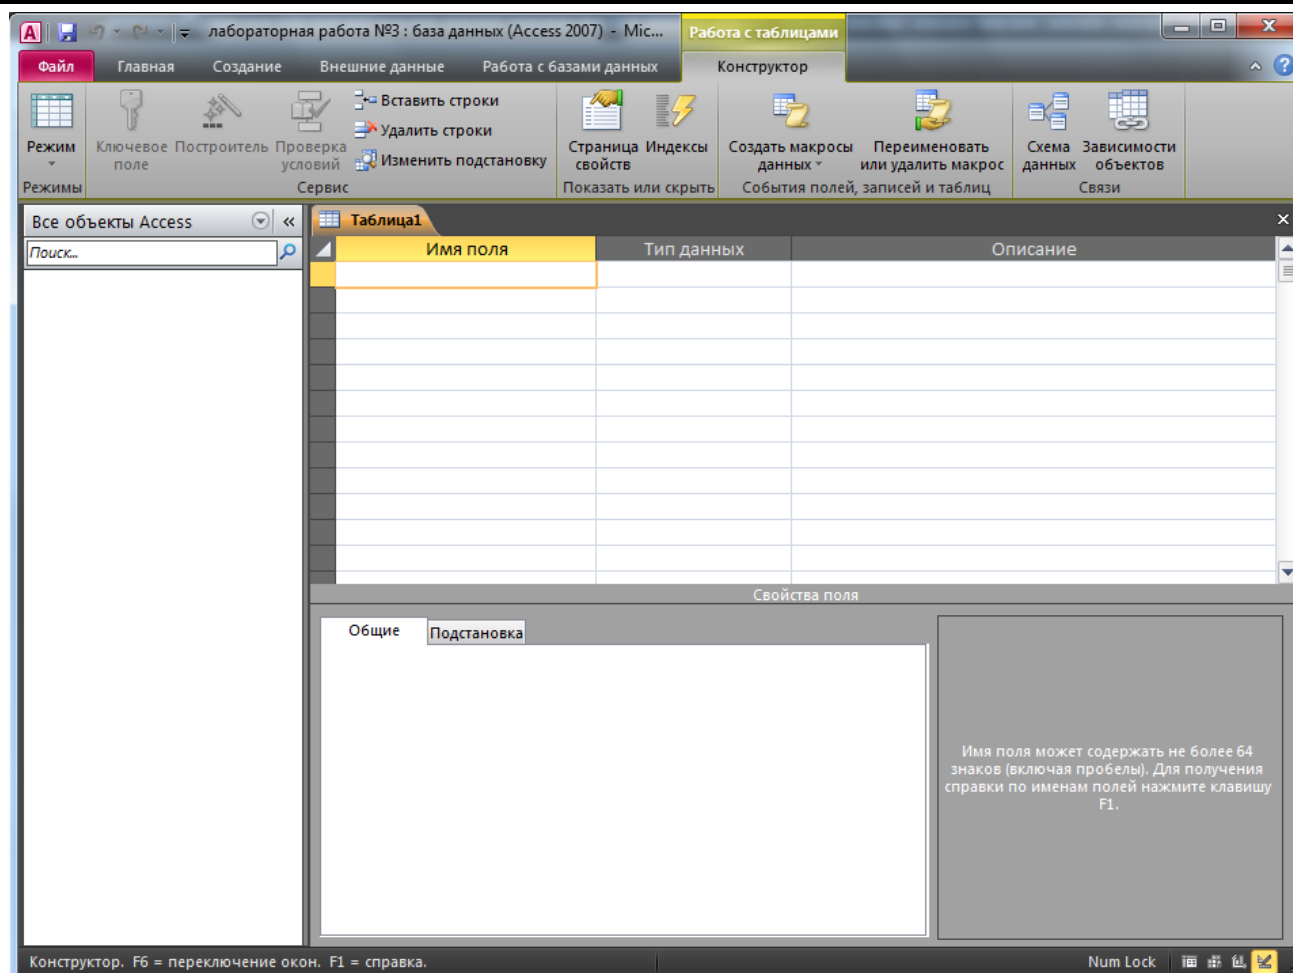 лабораторная работа №3 : база данных (Access 2007) - Mic...
Работа с таблицами
Файл Главная Создание Внешние данные Работа с базами данных Конструктор
Режим
Ключевое поле
Построитель
Проверка условий
Вставить строки
Удалить строки
Изменить подстановку
Страница свойств
Индексы
Создать макросы данных
Переименовать или удалить макрос
Схема данных
Зависимости объектов
Режимы Сервис Показать или скрыть События полей, записей и таблиц Связи
Все объекты Access
Поиск...
Таблица1
Имя поля Тип данных Описание
Свойства поля
Общие Подстановка
Имя поля может содержать не более 64
знаков (включая пробелы). Для получения
справки по именам полей нажмите клавишу
F1.
Конструктор. F6 = переключение окон. F1 = справка.
Num Lock